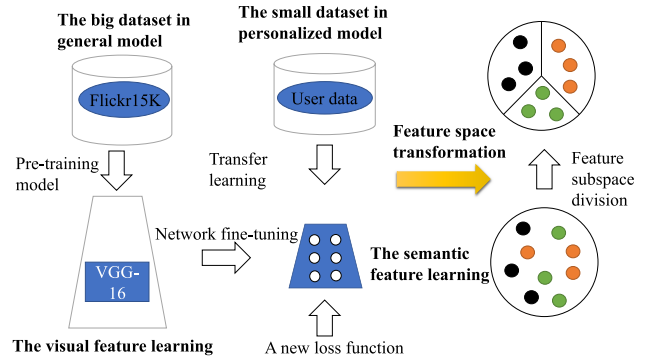 The big dataset in
general model
The small dataset in
personalized model
Flickr15K
User data
Pre-training
model
Transfer
learning
Feature space
transformation
Feature
subspace
division
Network fine-tuning
VGG-
16
The semantic
feature learning
The visual feature learning
A new loss function